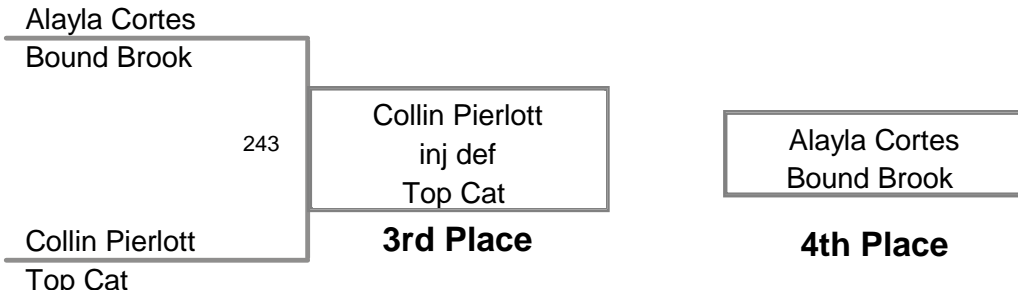 Alayla Cortes
Bound Brook
243
Collin Pierlott
Top Cat
Collin Pierlott
inj def
Top Cat
3rd Place
Alayla Cortes
Bound Brook
4th Place